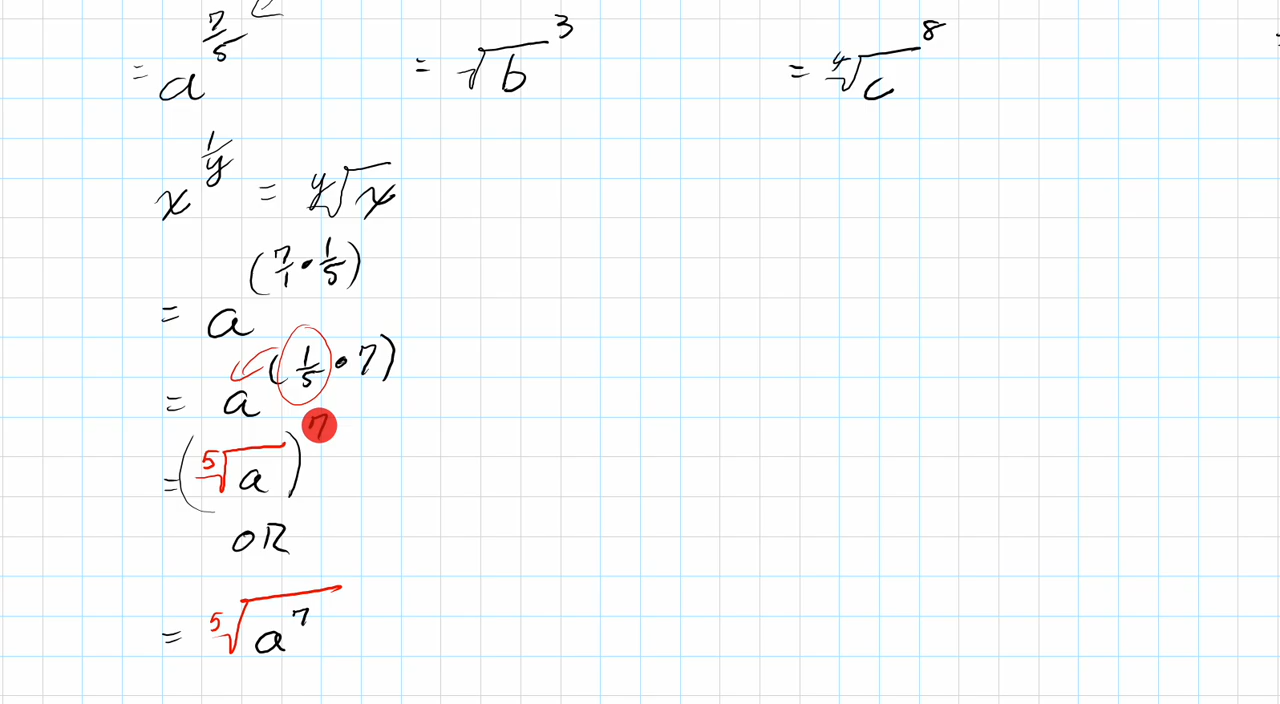 = a^(7/5)   = √b ^3   = ⁴√c ^8
x^(1/y) = ʸ√x
= a^(7/1 • 1/5)
= a^(1/5 • 7)
= (⁵√a)^7
OR
= ⁵√a^7